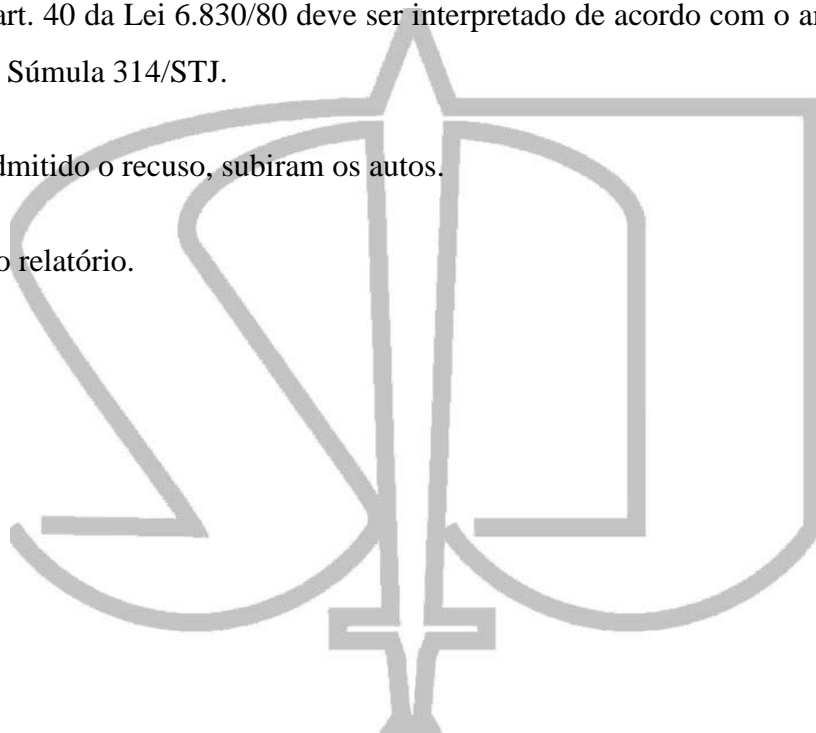 art. 40 da Lei 6.830/80 deve ser interpretado de acordo com o a
Súmula 314/STJ.
dmitido o recuso, subiram os autos.
o relatório.